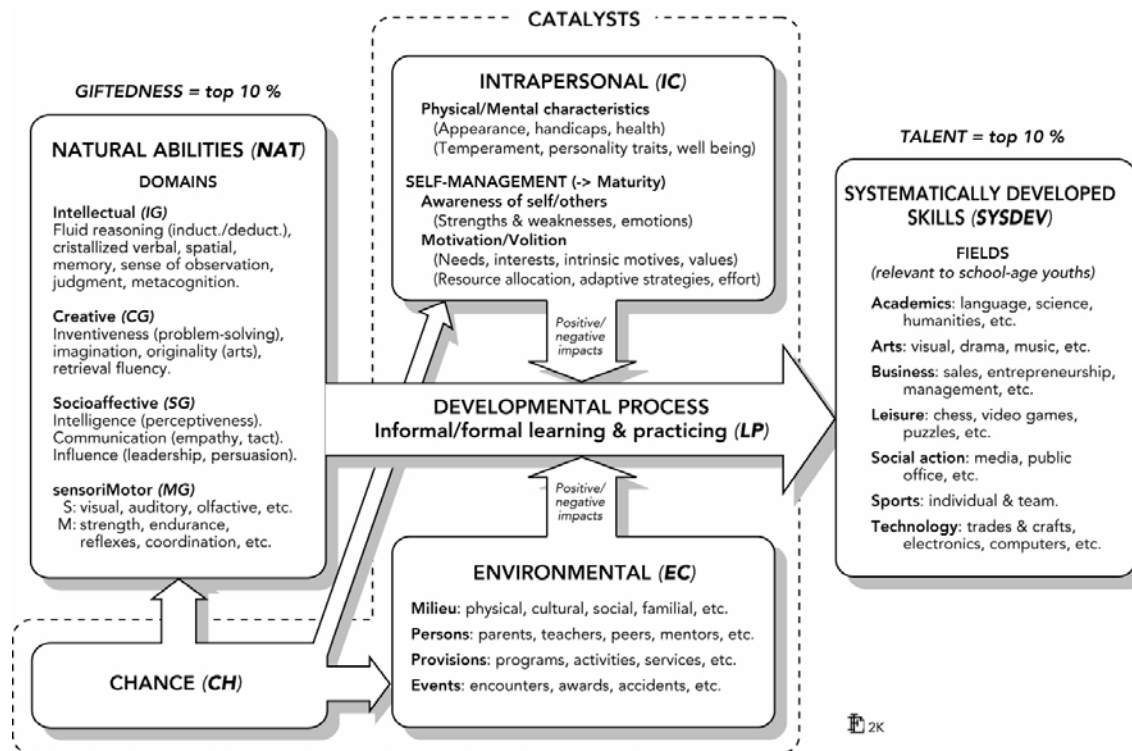 CATALYSTS
GIFTEDNESS = top 10 %
NATURAL ABILITIES (NAT)
DOMAINS
Intellectual (IG)
Fluid reasoning (induct./deduct.),
cristallized verbal, spatial,
memory, sense of observation,
judgment, metacognition.
Creative (CG)
Inventiveness (problem-solving),
imagination, originality (arts),
retrieval fluency.
Socioaffective (SG)
Intelligence (perceptiveness).
Communication (empathy, tact).
Influence (leadership, persuasion).
sensoriMotor (MG)
S: visual, auditory, olfactive, etc.
M: strength, endurance,
reflexes, coordination, etc.
INTRAPERSONAL (IC)
Physical/Mental characteristics
(Appearance, handicaps, health)
(Temperament, personality traits, well being)
SELF-MANAGEMENT (-> Maturity)
Awareness of self/others
(Strengths & weaknesses, emotions)
Motivation/Volition
(Needs, interests, intrinsic motives, values)
(Resource allocation, adaptive strategies, effort)
Positive/
negative
impacts
DEVELOPMENTAL PROCESS
Informal/formal learning & practicing (LP)
Positive/
negative
impacts
ENVIRONMENTAL (EC)
Milieu: physical, cultural, social, familial, etc.
Persons: parents, teachers, peers, mentors, etc.
Provisions: programs, activities, services, etc.
Events: encounters, awards, accidents, etc.
CHANCE (CH)
TALENT = top 10 %
SYSTEMATICALLY DEVELOPED
SKILLS (SYSDEV)
FIELDS
(relevant to school-age youths)
Academics: language, science,
humanities, etc.
Arts: visual, drama, music, etc.
Business: sales, entrepreneurship,
management, etc.
Leisure: chess, video games,
puzzles, etc.
Social action: media, public
office, etc.
Sports: individual & team.
Technology: trades & crafts,
electronics, computers, etc.
2K